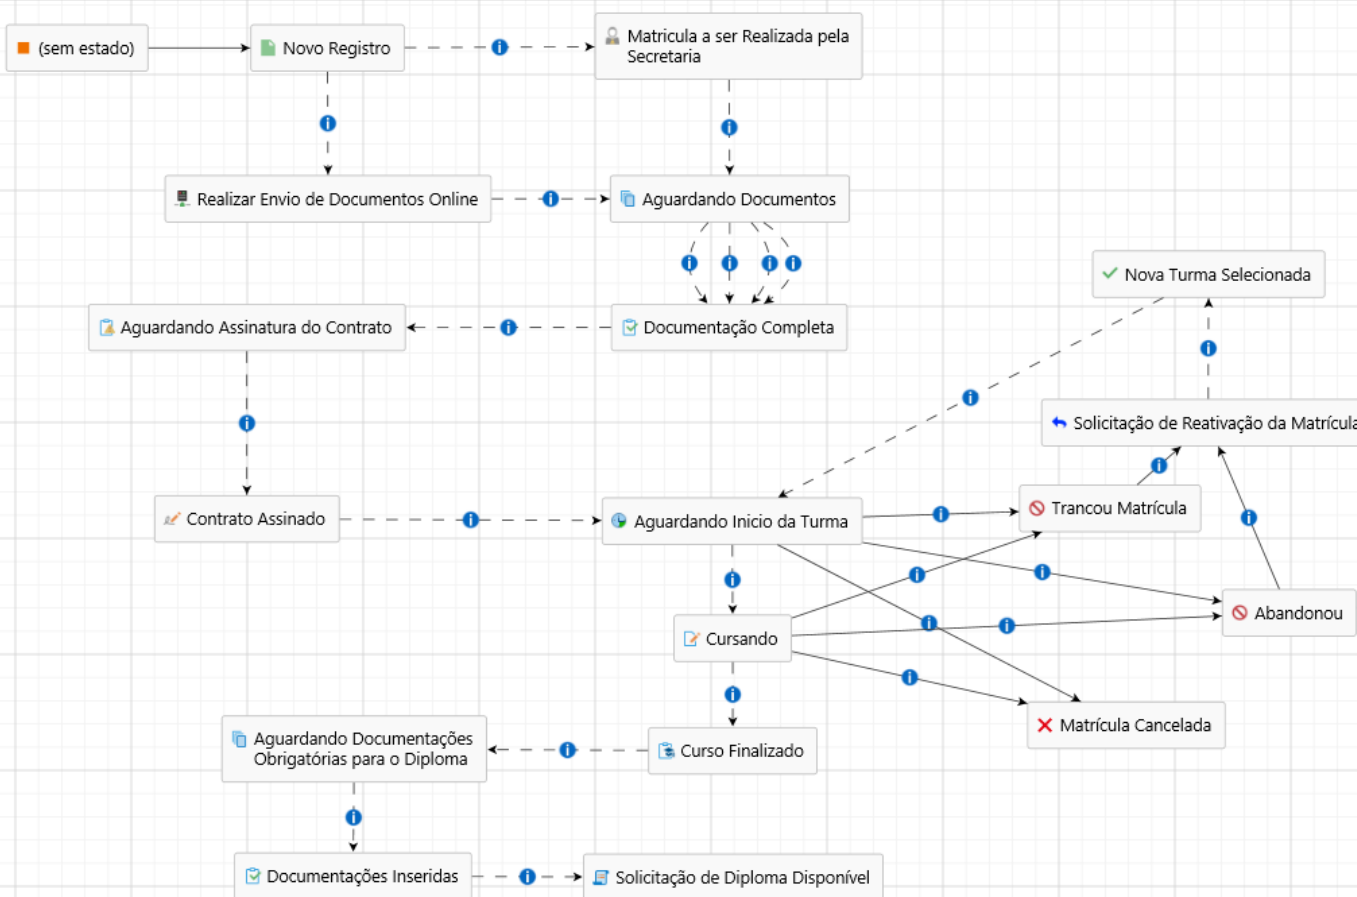 (sem estado)
Novo Registro
Matricula a ser Realizada pela
Secretaria
Realizar Envio de Documentos Online
Aguardando Documentos
Nova Turma Selecionada
Aguardando Assinatura do Contrato
Documentação Completa
Solicitação de Reativação da Matrícula
Contrato Assinado
Aguardando Inicio da Turma
Trancou Matrícula
Abandonou
Cursando
Matrícula Cancelada
Aguardando Documentações
Obrigatórias para o Diploma
Curso Finalizado
Documentações Inseridas
Solicitação de Diploma Disponível